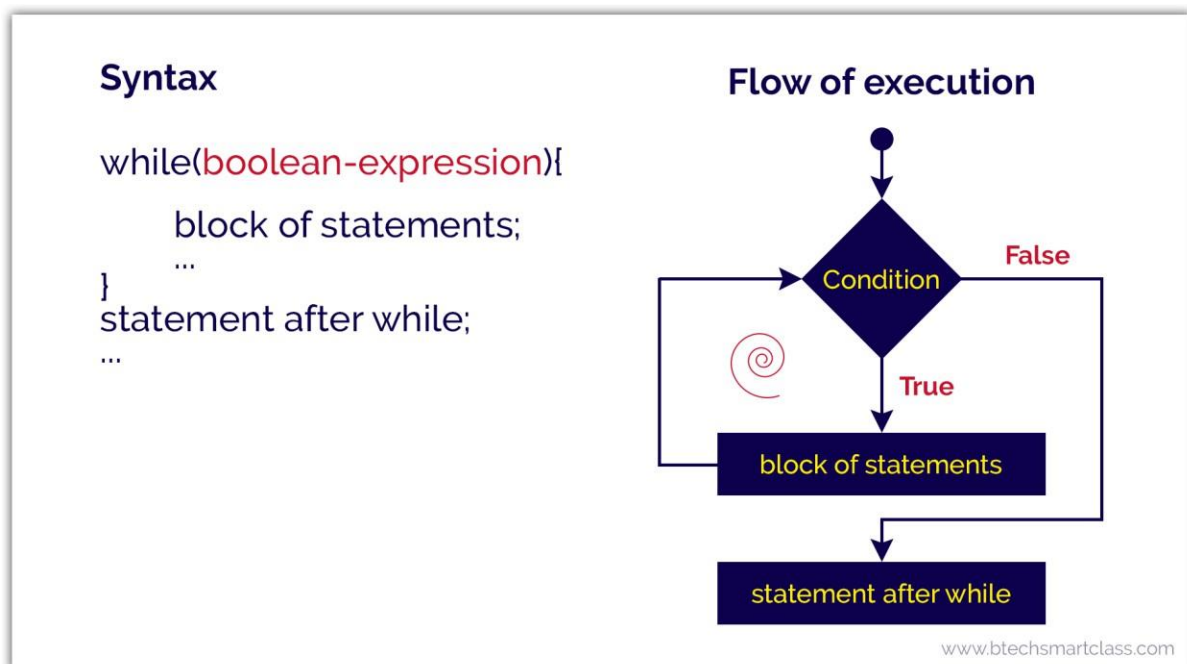 Syntax
while(boolean-expression){
block of statements;
...
}
statement after while;
...
Flow of execution
Condition
False
True
block of statements
statement after while
www.btechsmartclass.com